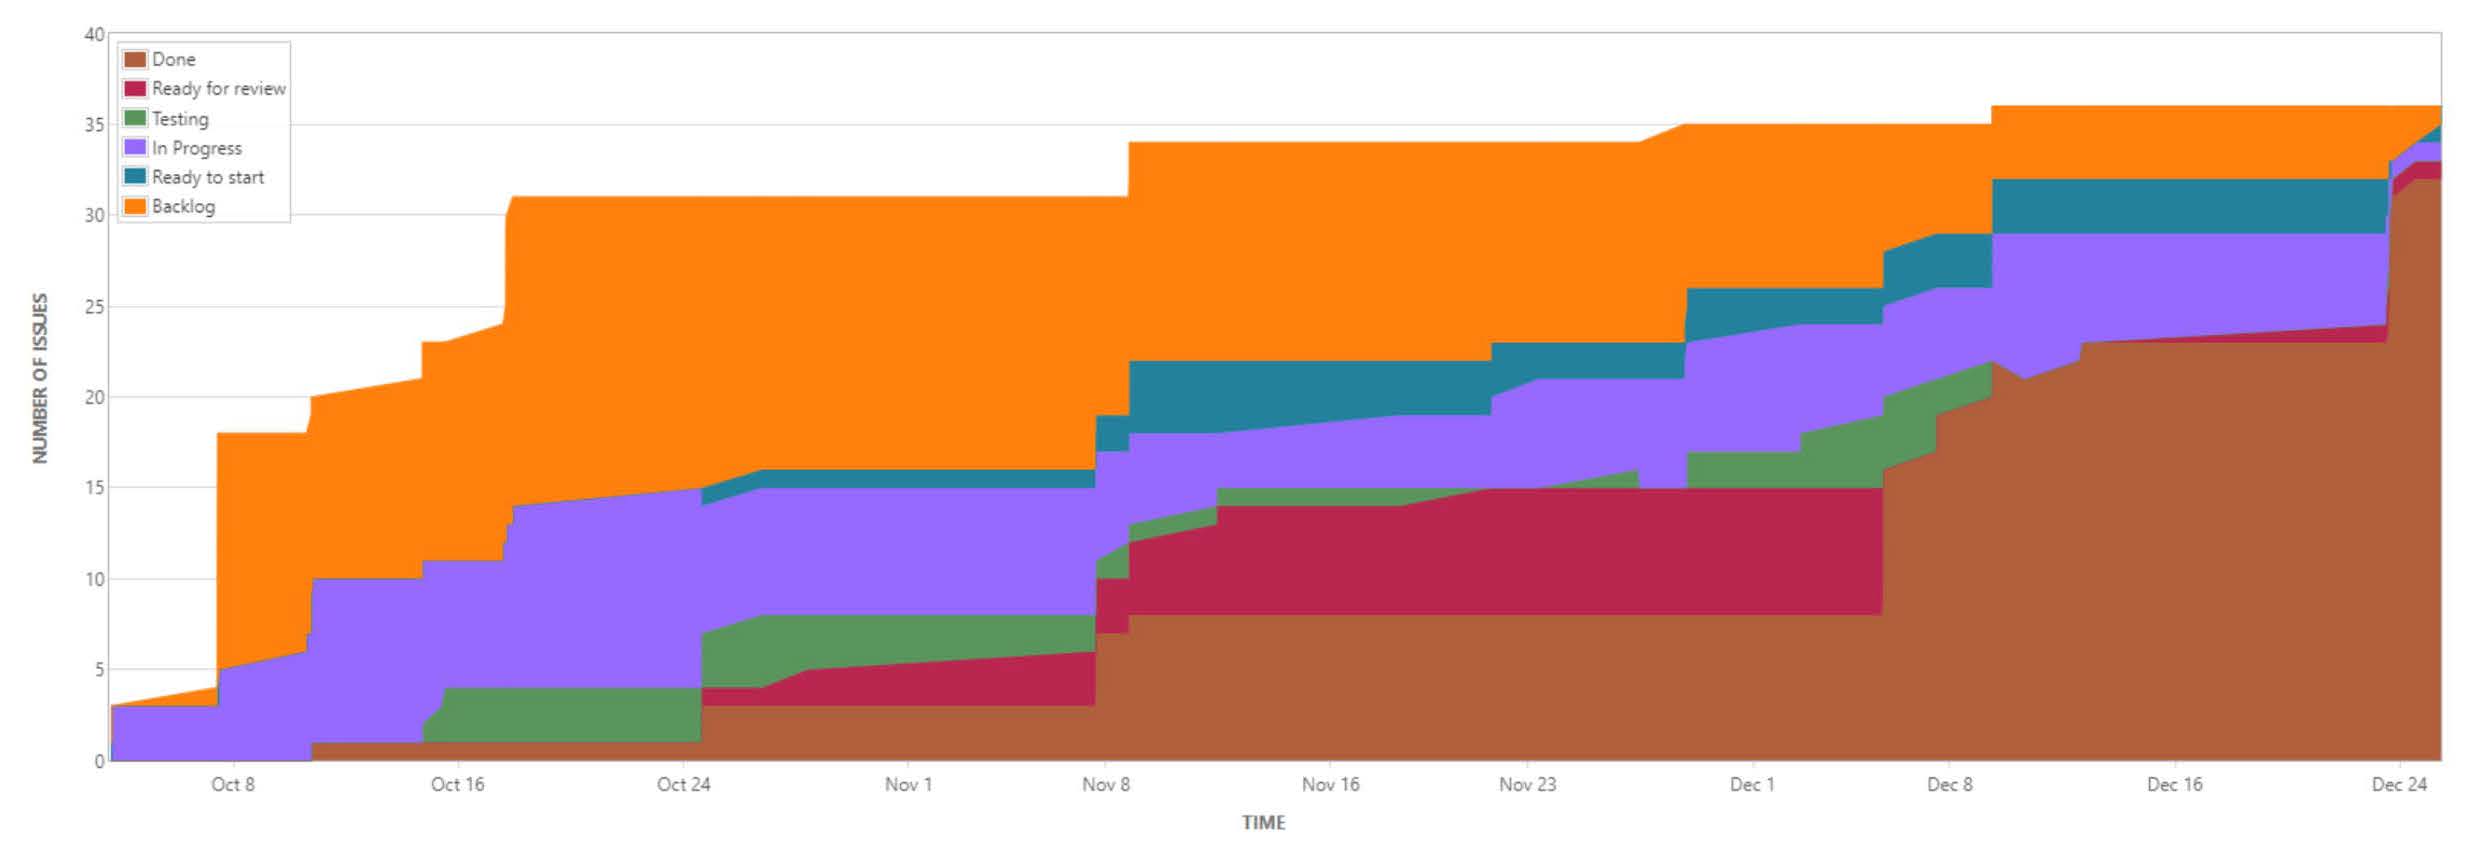 40
35
30
25
20
15
10
5
0
NUMBER OF ISSUES
Done
Ready for review
Testing
In Progress
Ready to start
Backlog
Oct 8 Oct 16 Oct 24 Nov 1 Nov 8 Nov 16 Nov 23 Dec 1 Dec 8 Dec 16 Dec 24
TIME